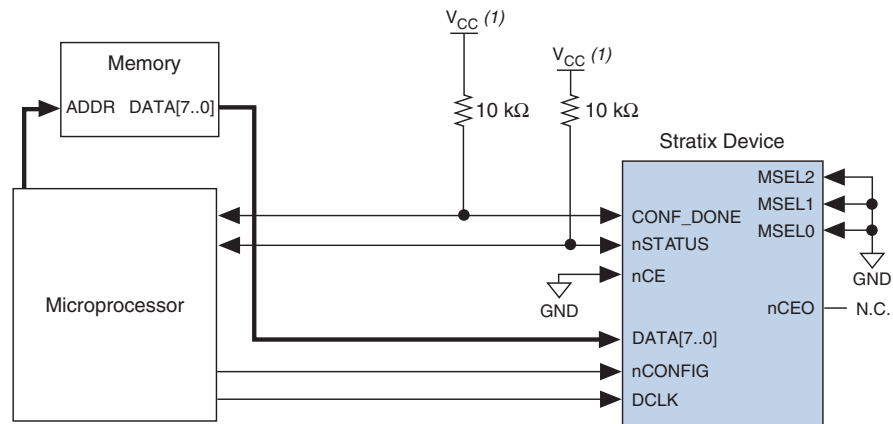 VCC (1)
VCC (1)
Memory
ADDR DATA[7..0]
10 kΩ
10 kΩ
Stratix Device
MSEL2
MSEL1
MSEL0
CONF_DONE
nSTATUS
nCE
GND
GND
Microprocessor
nCEO
N.C.
DATA[7..0]
nCONFIG
DCLK